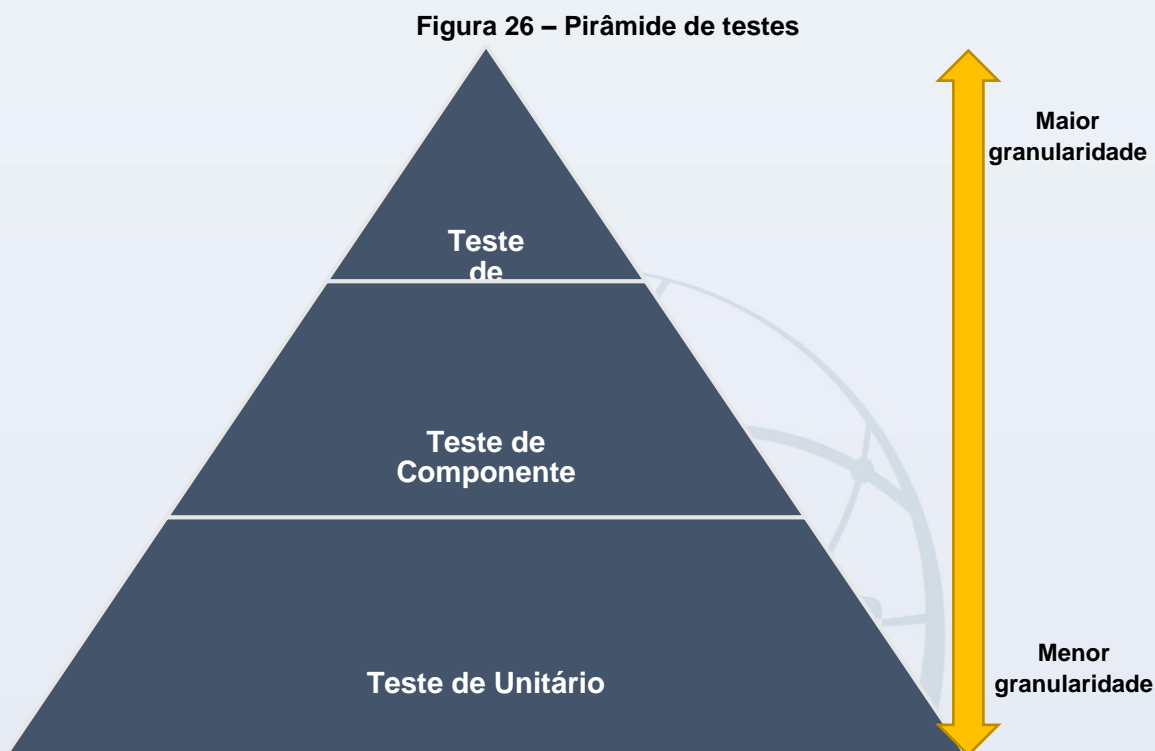 Figura 26 – Pirâmide de testes
Maior
granularidade
Teste
de
Teste de
Componente
Teste de Unitário
Menor
granularidade